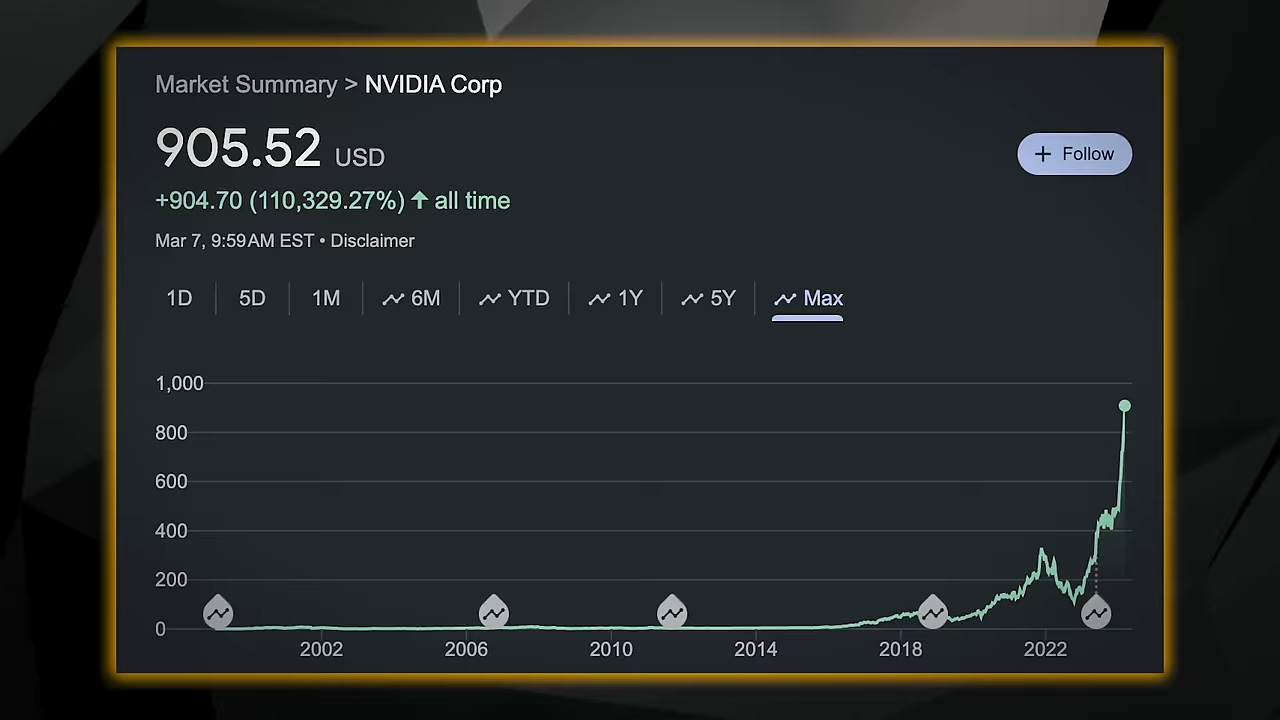 Market Summary > NVIDIA Corp
905.52 USD
+ Follow
+904.70 (110,329.27%) ↑ all time
Mar 7, 9:59 AM EST • Disclaimer
1D 5D 1M 6M YTD 1Y 5Y Max
1,000
800
600
400
200
0
2002 2006 2010 2014 2018 2022